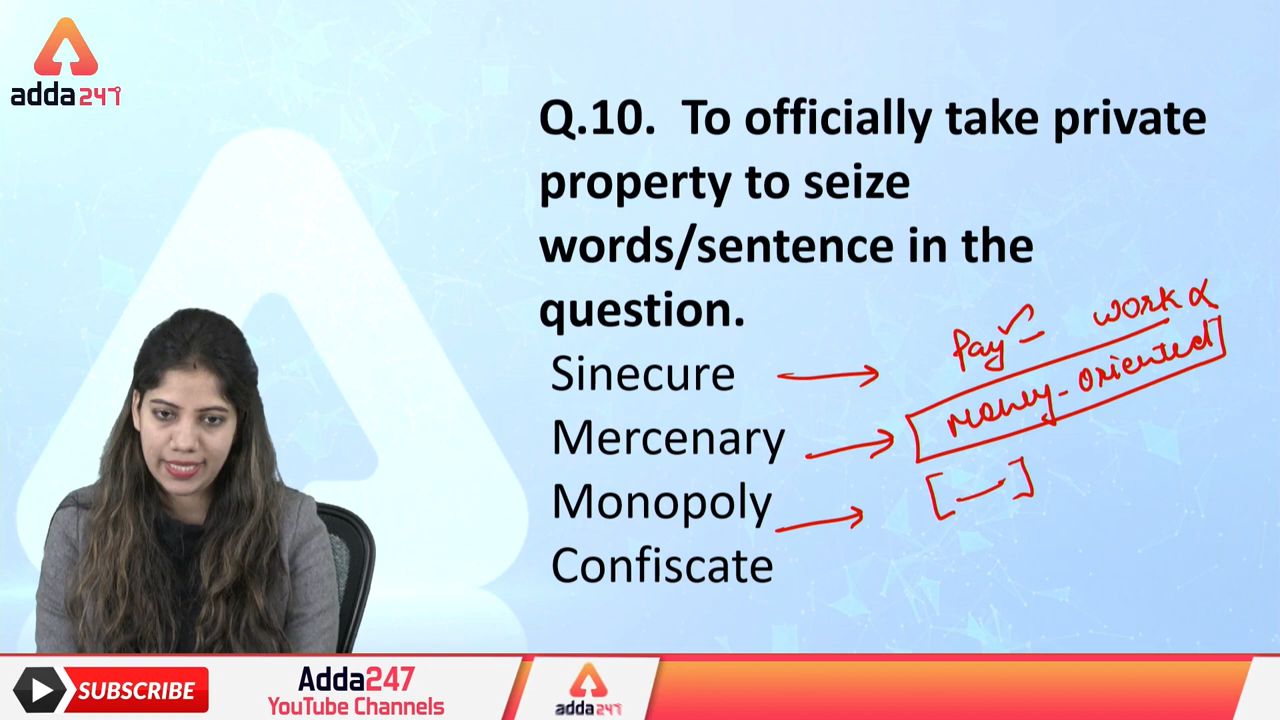 adda247
Q.10. To officially take private
property to seize
words/sentence in the
question.
Sinecure
Mercenary
Monopoly
Confiscate
Pay - work
money-oriented
SUBSCRIBE
Adda247
YouTube Channels
adda247